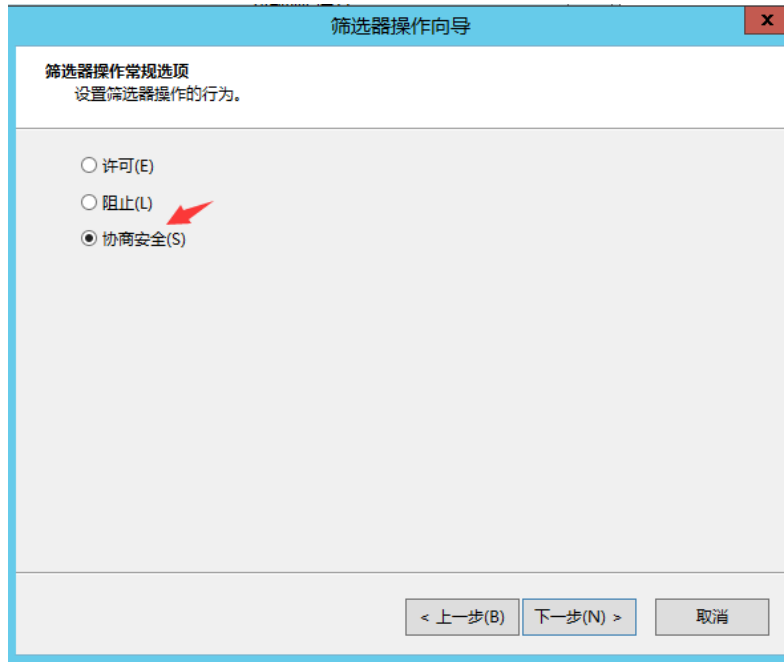 筛选器操作向导
x
筛选器操作常规选项
设置筛选器操作的行为。
许可(E)
阻止(L)
协商安全(S)
< 上一步(B) 下一步(N) > 取消